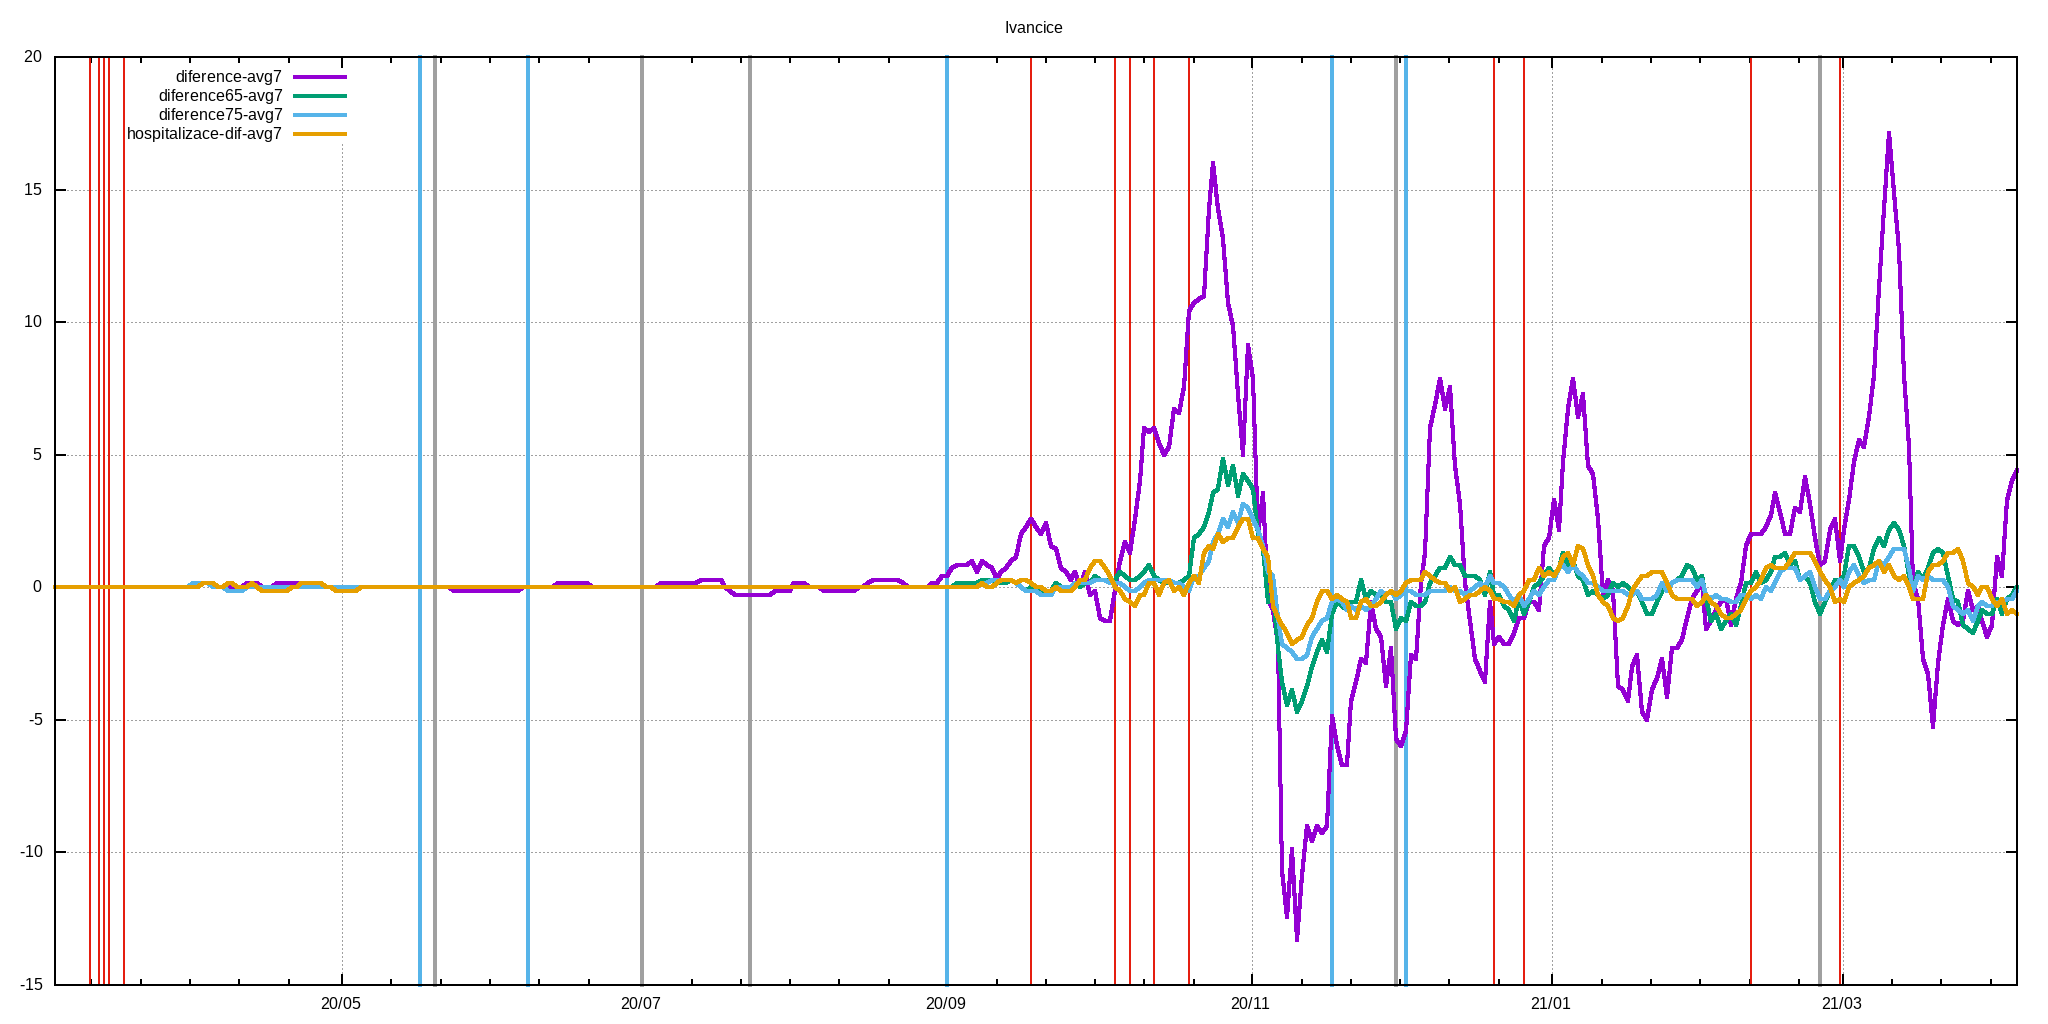 Ivancice
20
diference-avg7
diference65-avg7
diference75-avg7
hospitalizace-dif-avg7
15
10
5
0
-5
-10
-15
20/05 20/07 20/09 20/11 21/01 21/03